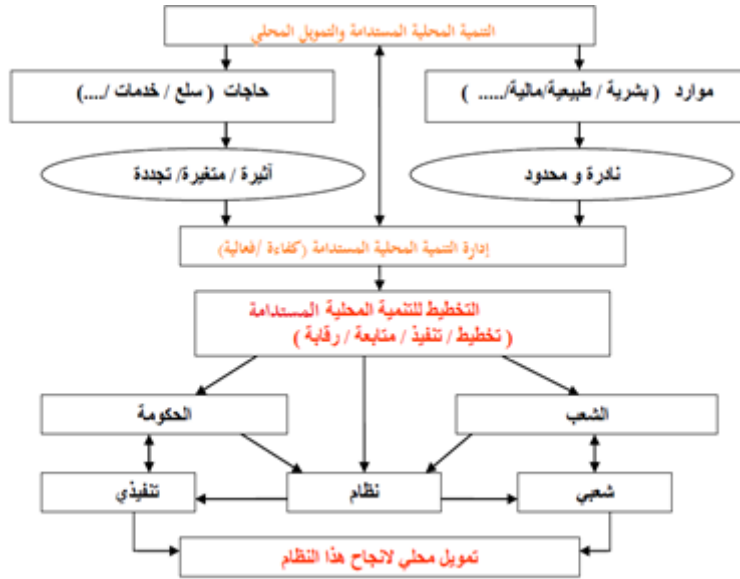 التنمية المحلية المستدامة والتمويل المحلي
موارد ( بشرية / طبيعية/مالية/..... )
حاجات ( سلع / خدمات /....)
نادرة و محدود
آثيرة / متغيرة/ تجددة
إدارة التنمية المحلية المستدامة (كفاءة /فعالية)
التخطيط للتنمية المحلية المستدامة
( تخطيط / تنفيذ / متابعة / رقابة )
الشعب
الحكومة
شعبي
نظام
تنفيذي
تمويل محلي لانجاح هذا النظام